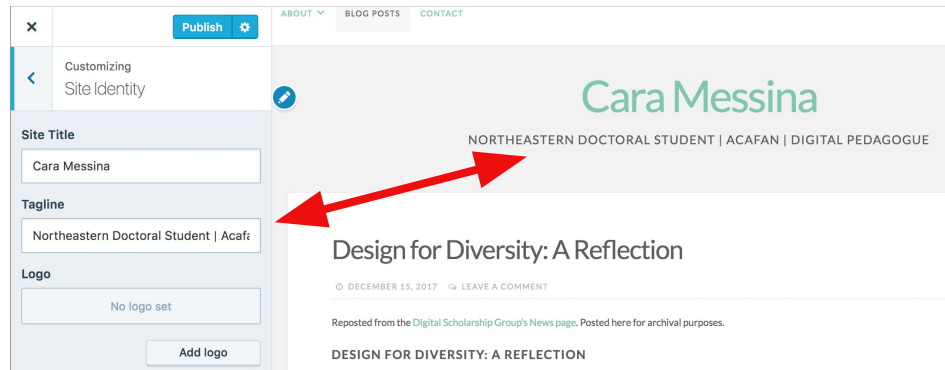 Publish
Customizing
Site Identity
Site Title
Cara Messina
Tagline
Northeastern Doctoral Student | Acafa
Logo
No logo set
Add logo
ABOUT BLOG POSTS CONTACT
Cara Messina
NORTHEASTERN DOCTORAL STUDENT | ACAFAN | DIGITAL PEDAGOGUE
Design for Diversity: A Reflection
DECEMBER 15, 2017 LEAVE A COMMENT
Reposted from the Digital Scholarship Group's News page. Posted here for archival purposes.
DESIGN FOR DIVERSITY: A REFLECTION